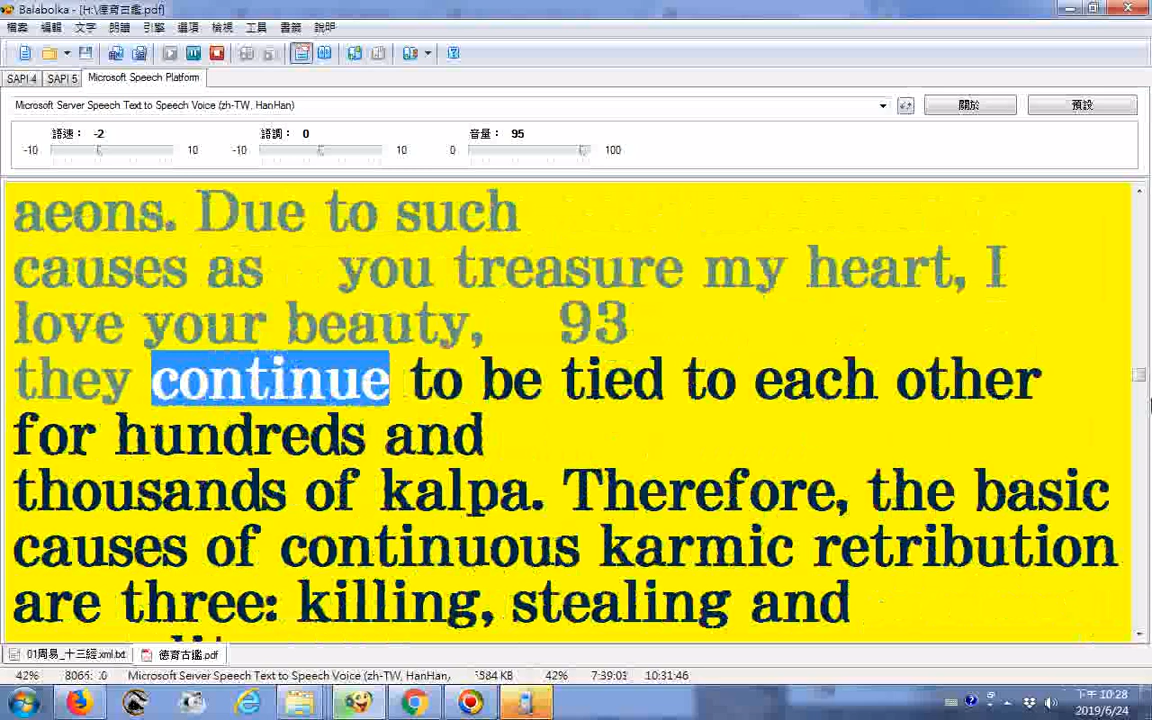 Balabolka - [H:\德育古鑑.pdf]
檔案 編輯 文字 朗讀 引擎 選項 檢視 工具 書籤 說明
SAPI 4 SAPI 5 Microsoft Speech Platform
Microsoft Server Speech Text to Speech Voice (zh-TW, HanHan) 關於 預設
語速： -2 語調： 0 音量： 95
-10 10 -10 10 0 100
aeons. Due to such
causes as you treasure my heart, I
love your beauty, 93
they continue to be tied to each other
for hundreds and
thousands of kalpa. Therefore, the basic
causes of continuous karmic retribution
are three: killing, stealing and
01周易_十三經.xml.txt 德育古鑑.pdf
42% Microsoft Server Speech Text to Speech Voice (zh-TW, HanHan, 584 KB 42% 7:39:03 10:31:46
下午 10:28
2019/6/24